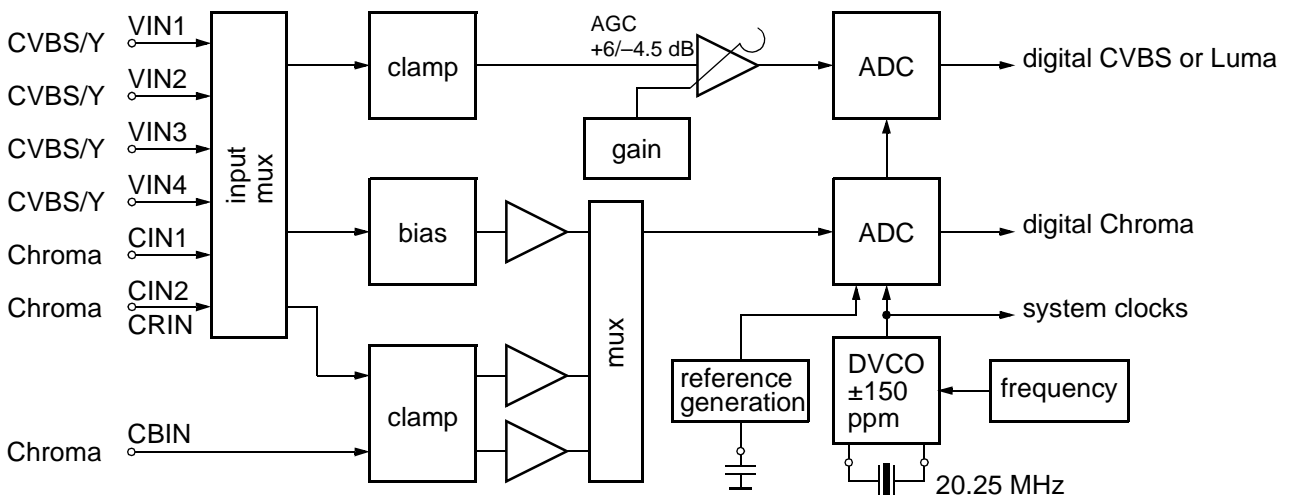 CVBS/Y VIN1
CVBS/Y VIN2
CVBS/Y VIN3
CVBS/Y VIN4
Chroma CIN1
Chroma CIN2
CRIN
Chroma CBIN
input
mux
clamp
AGC
+6/–4.5 dB
gain
ADC
digital CVBS or Luma
bias
mux
ADC
digital Chroma
system clocks
clamp
reference
generation
DVCO
±150
ppm
frequency
20.25 MHz